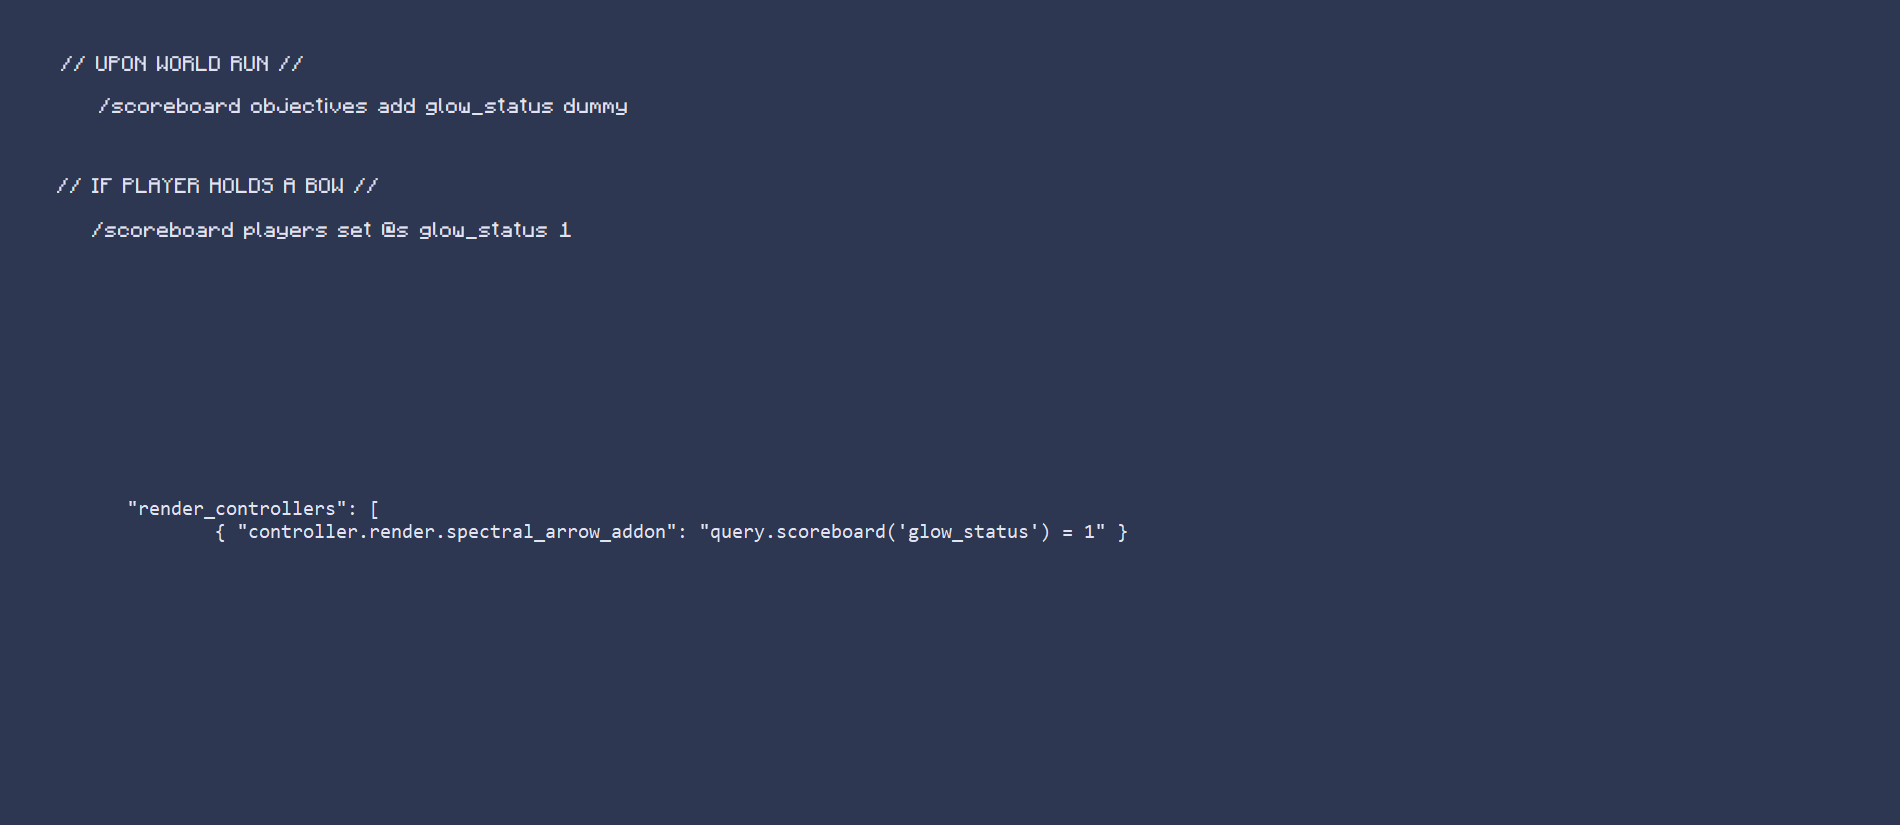 // UPON WORLD RUN //
/scoreboard objectives add glow_status dummy
// IF PLAYER HOLDS A BOW //
/scoreboard players set @s glow_status 1
"render_controllers": [
{ "controller.render.spectral_arrow_addon": "query.scoreboard('glow_status') = 1" }